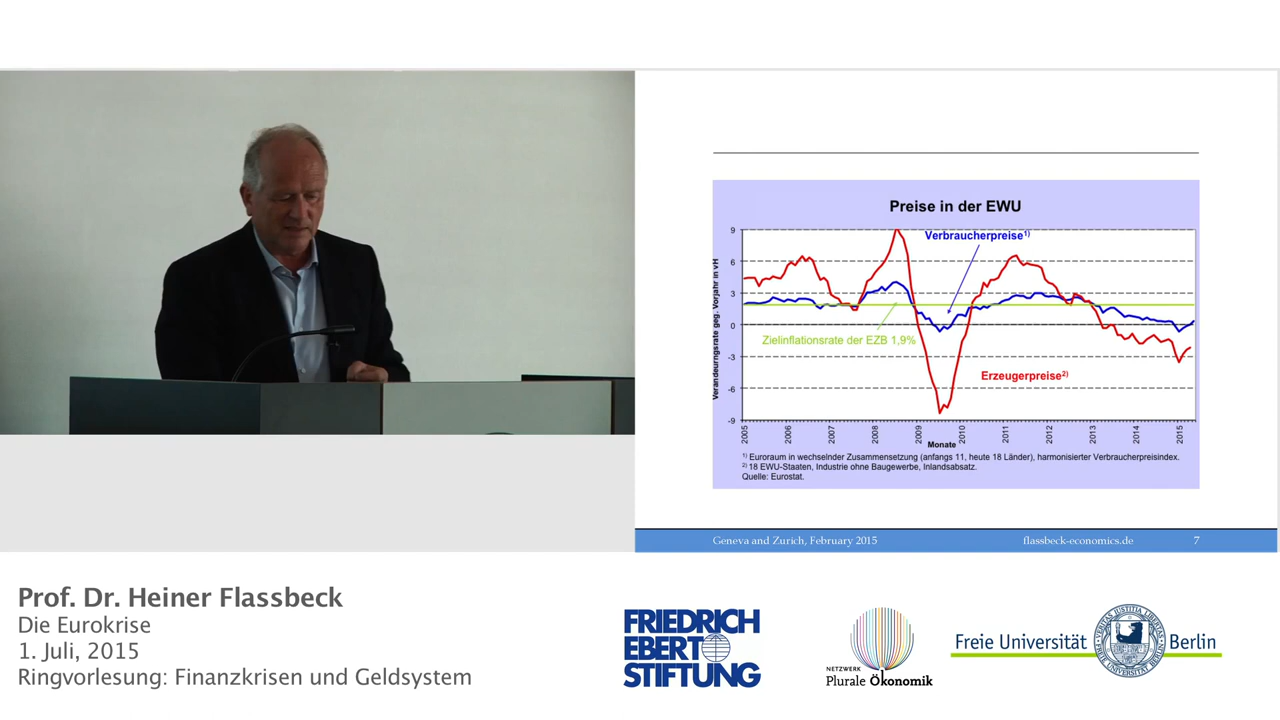 Preise in der EWU
Verbraucherpreise1)
Zielinflationsrate der EZB 1,9%
Erzeugerpreise2)
Veränderungsrate geg. Vorjahr in vH
9
6
3
0
-3
-6
-9
2005 2006 2007 2008 2009 2010 2011 2012 2013 2014 2015
Monate
1) Euroraum in wechselnder Zusammensetzung (anfangs 11, heute 18 Länder), harmonisierter Verbraucherpreisindex.
2) 18 EWU-Staaten, Industrie ohne Baugewerbe, Inlandsabsatz.
Quelle: Eurostat.
Geneva and Zurich, February 2015 flassbeck-economics.de 7
Prof. Dr. Heiner Flassbeck
Die Eurokrise
1. Juli, 2015
Ringvorlesung: Finanzkrisen und Geldsystem
FRIEDRICH
EBERT
STIFTUNG
NETZWERK
Plurale Ökonomik
Freie Universität Berlin